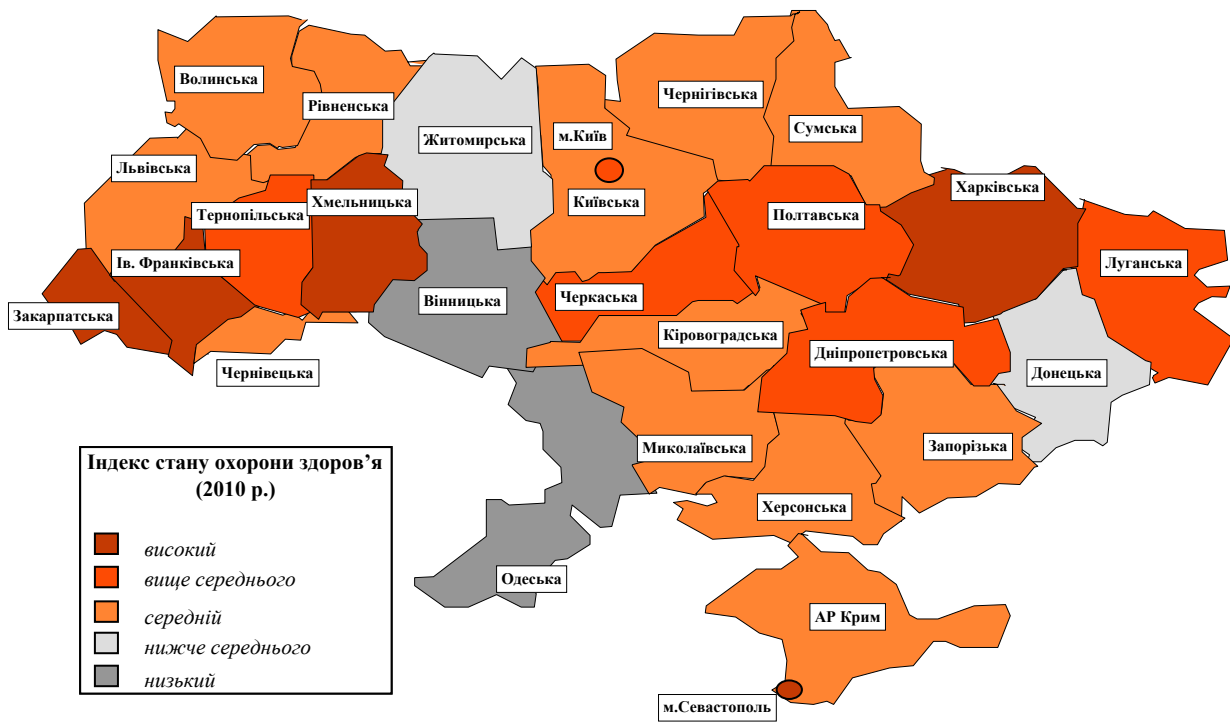 Волинська
Рівненська
Житомирська
м.Київ
Чернігівська
Сумська
Львівська
Тернопільська
Хмельницька
Київська
Полтавська
Харківська
Ів. Франківська
Луганська
Закарпатська
Вінницька
Черкаська
Кіровоградська
Дніпропетровська
Чернівецька
Донецька
Миколаївська
Запорізька
Херсонська
Одеська
АР Крим
м.Севастополь
Індекс стану охорони здоров’я
(2010 р.)
високий
вище середнього
середній
нижче середнього
низький